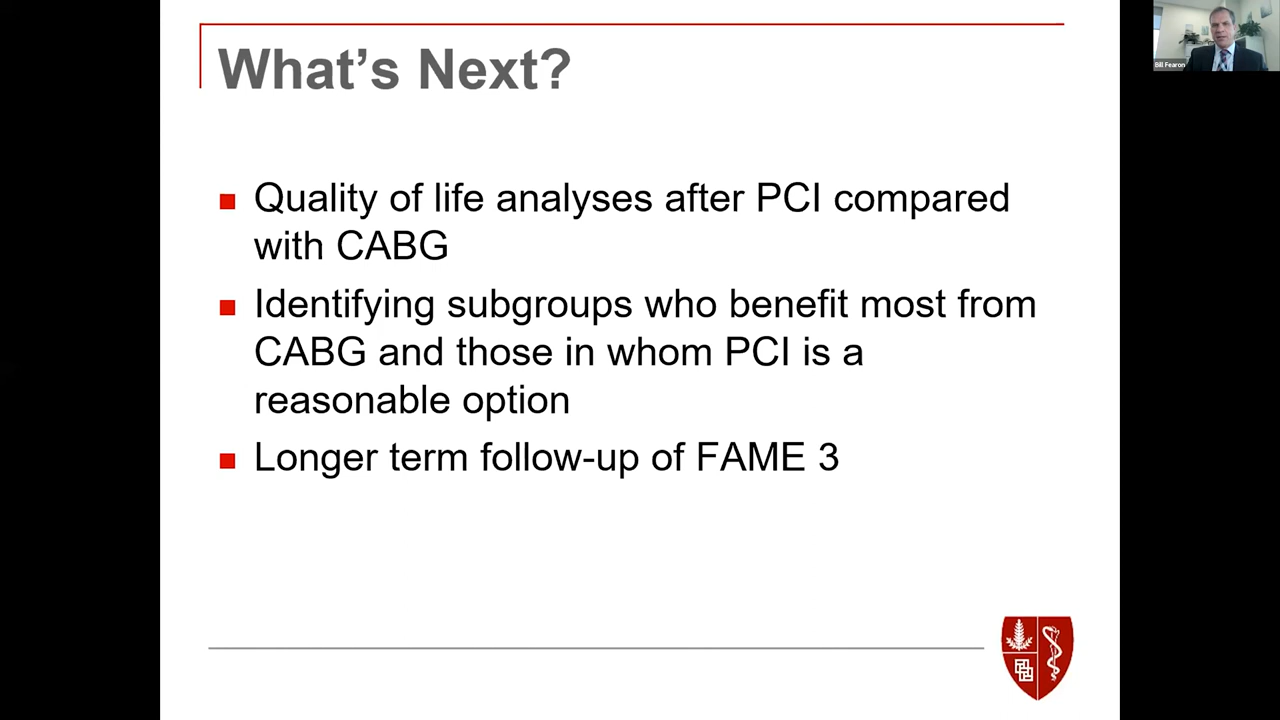 What's Next?
Bill Fearon
Quality of life analyses after PCI compared
with CABG
Identifying subgroups who benefit most from
CABG and those in whom PCI is a
reasonable option
Longer term follow-up of FAME 3